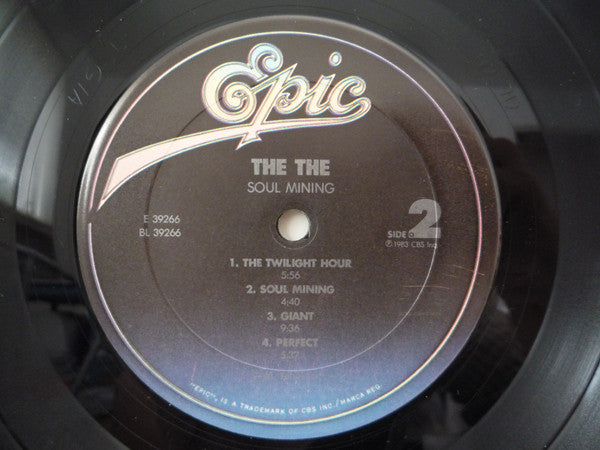 Epic
THE THE
SOUL MINING
E 39266
BL 39266
SIDE 2
℗ 1983 CBS Inc.
1. THE TWILIGHT HOUR
5:56
2. SOUL MINING
4:40
3. GIANT
9:36
4. PERFECT
5:37
"EPIC", IS A TRADEMARK OF CBS INC./MARCA REG.